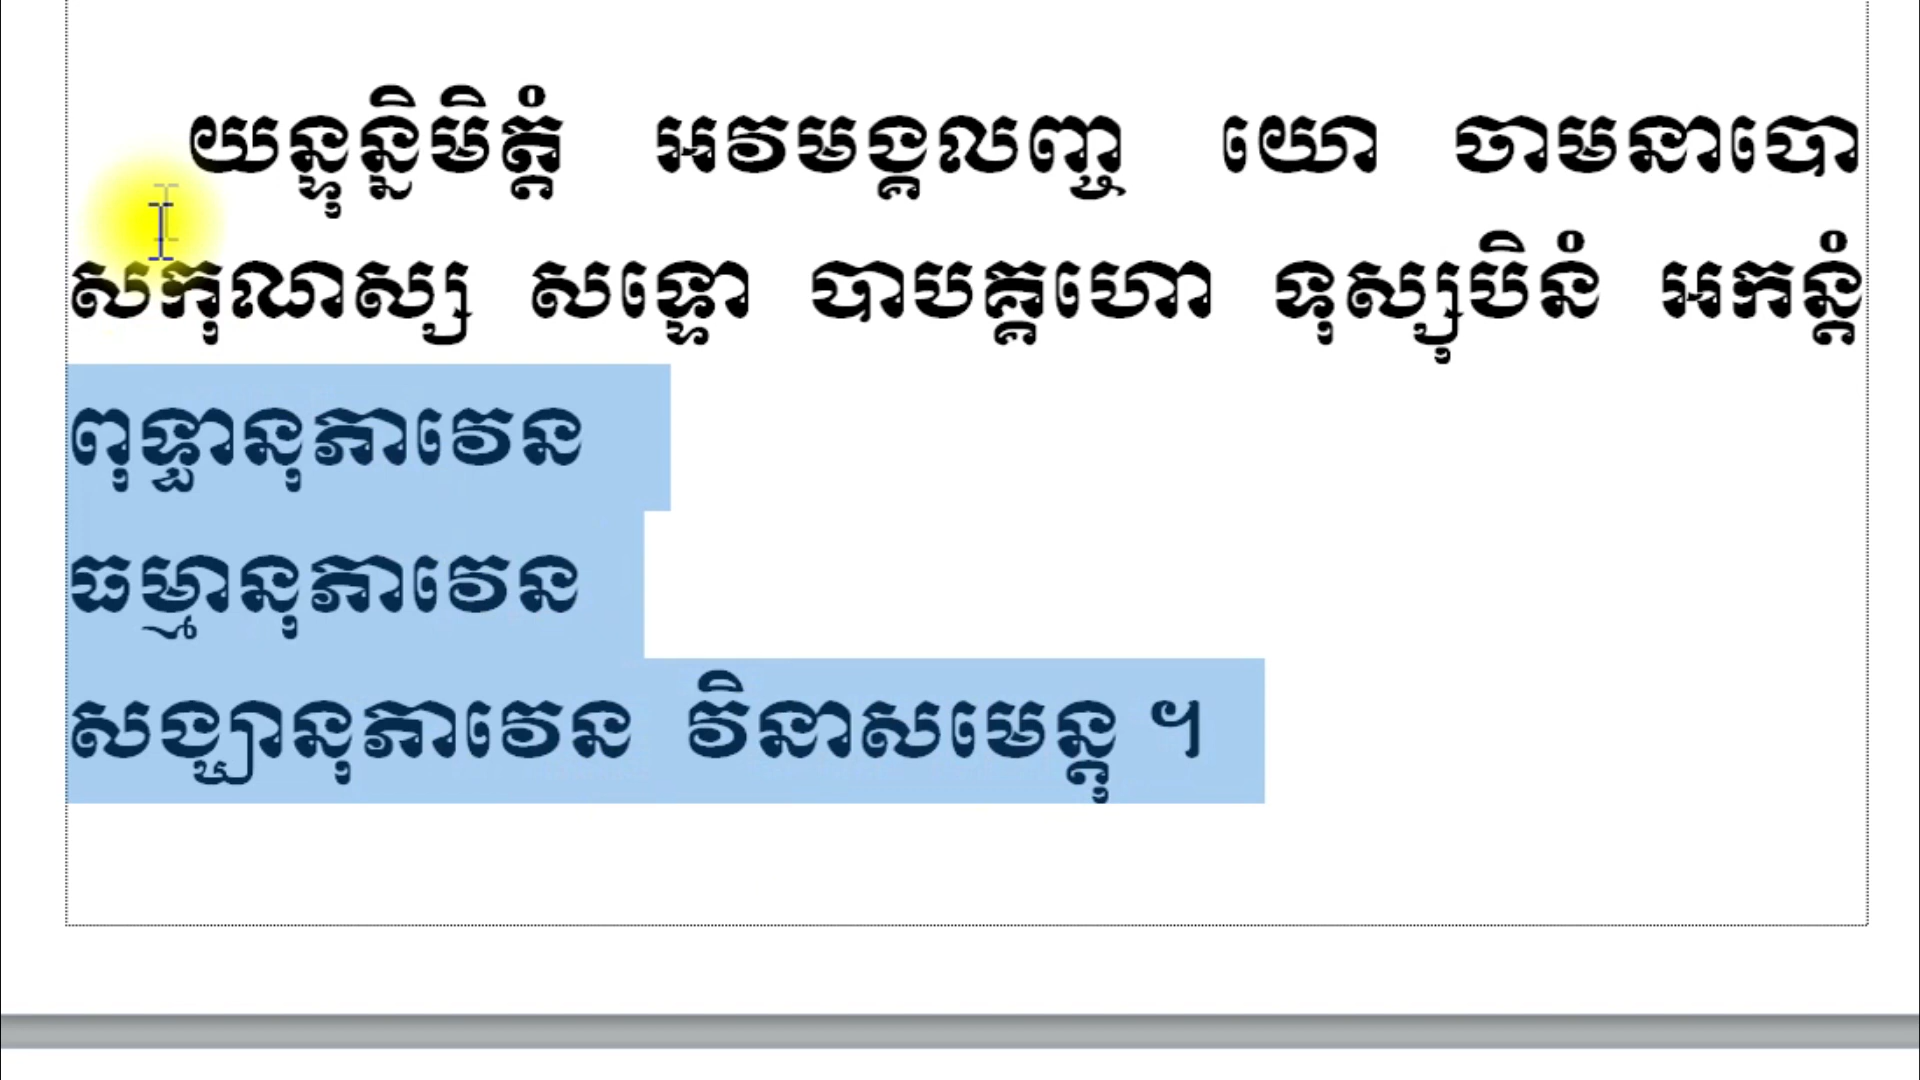 យន្ទុន្និមិត្តំ អវមង្គលញ្ច យោ ចាមនាបោ
សកុណស្ស សទ្ទោ បាបគ្គហោ ទុស្សុបិនំ អកន្តំ
ពុទ្ធានុភាវេន
ធម្មានុភាវេន
សង្ឃានុភាវេន វិនាសមេន្តុ ។